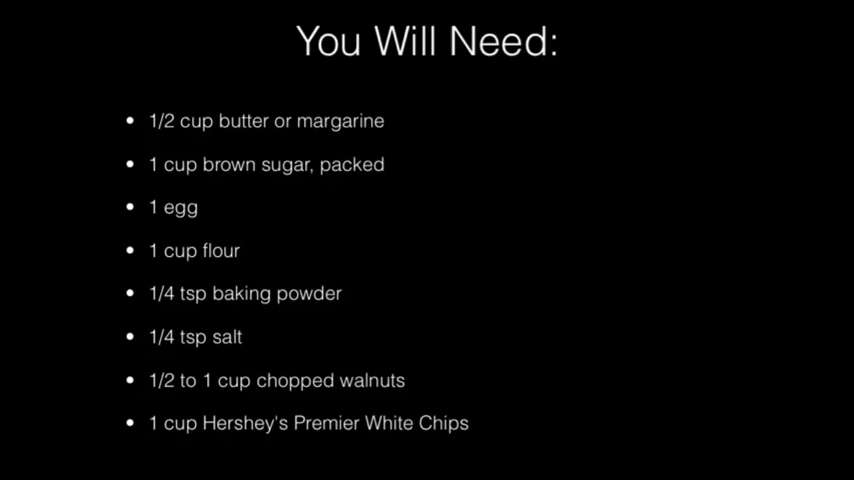 You Will Need:
• 1/2 cup butter or margarine
• 1 cup brown sugar, packed
• 1 egg
• 1 cup flour
• 1/4 tsp baking powder
• 1/4 tsp salt
• 1/2 to 1 cup chopped walnuts
• 1 cup Hershey's Premier White Chips